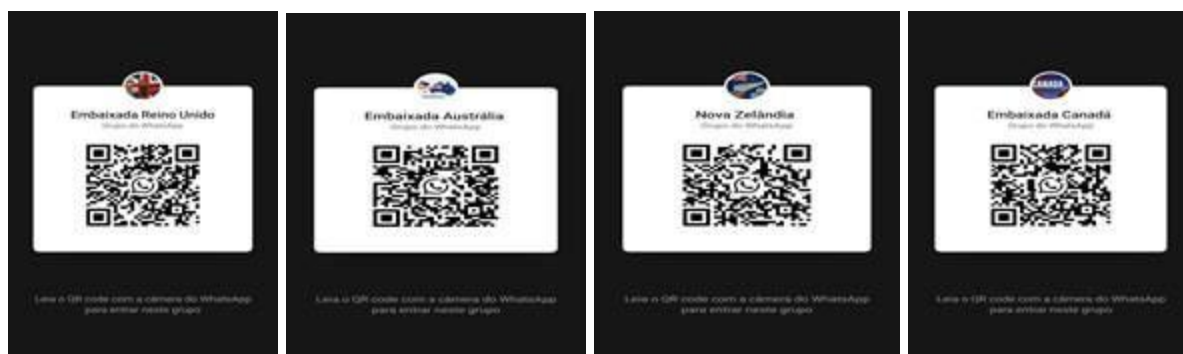 Embaixada Reino Unido
Grupo do WhatsApp
Leia o QR code com a câmera do WhatsApp
para entrar neste grupo
Embaixada Austrália
Grupo do WhatsApp
Leia o QR code com a câmera do WhatsApp
para entrar neste grupo
Nova Zelândia
Grupo do WhatsApp
Leia o QR code com a câmera do WhatsApp
para entrar neste grupo
CANADA
Embaixada Canadá
Grupo do WhatsApp
Leia o QR code com a câmera do WhatsApp
para entrar neste grupo